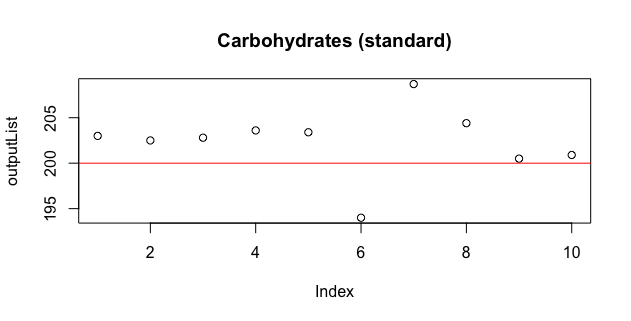 Carbohydrates (standard)
outputList
205
200
195
2 4 6 8 10
Index